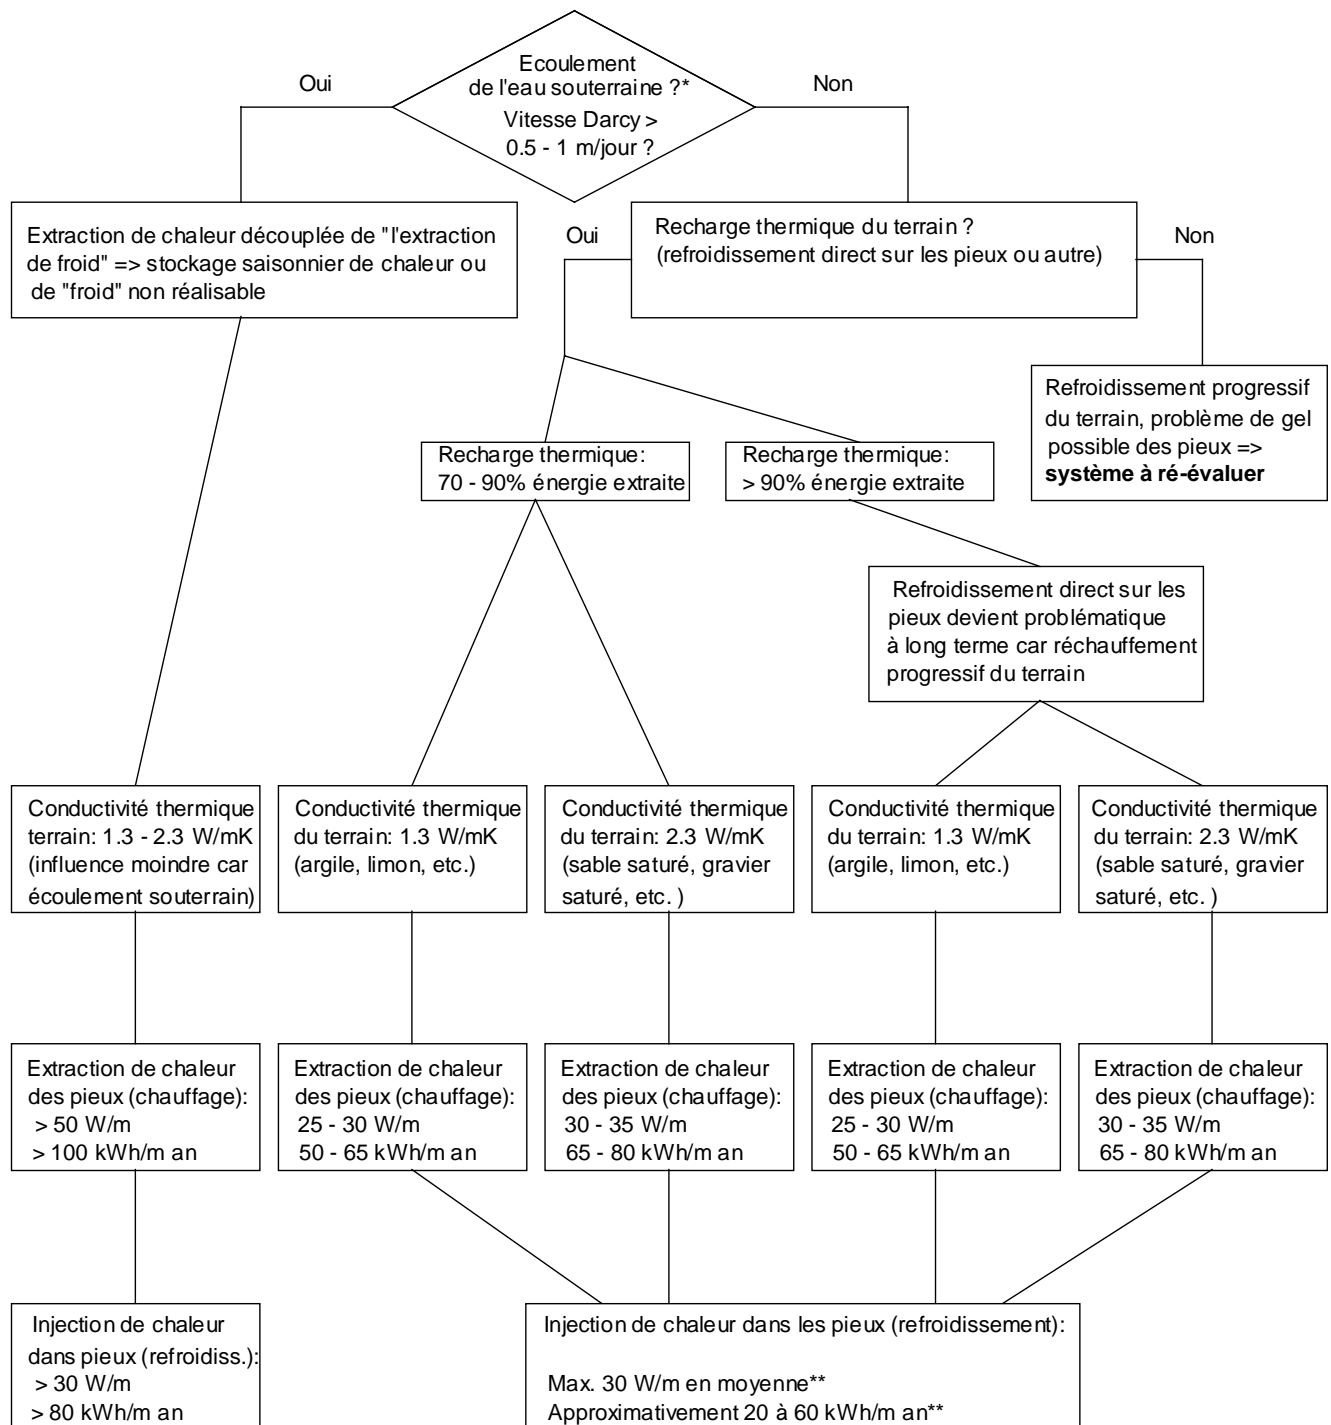 Ecoulement
de l'eau souterraine ?*
Vitesse Darcy >
0.5 - 1 m/jour ?
Oui
Non
Extraction de chaleur découplée de "l'extraction
de froid" => stockage saisonnier de chaleur ou
de "froid" non réalisable
Oui
Recharge thermique du terrain ?
(refroidissement direct sur les pieux ou autre)
Non
Refroidissement progressif
du terrain, problème de gel
possible des pieux =>
système à ré-évaluer
Recharge thermique:
70 - 90% énergie extraite
Recharge thermique:
> 90% énergie extraite
Refroidissement direct sur les
pieux devient problématique
à long terme car réchauffement
progressif du terrain
Conductivité thermique
terrain: 1.3 - 2.3 W/mK
(influence moindre car
écoulement souterrain)
Conductivité thermique
du terrain: 1.3 W/mK
(argile, limon, etc.)
Conductivité thermique
du terrain: 2.3 W/mK
(sable saturé, gravier
saturé, etc. )
Conductivité thermique
du terrain: 1.3 W/mK
(argile, limon, etc.)
Conductivité thermique
du terrain: 2.3 W/mK
(sable saturé, gravier
saturé, etc. )
Extraction de chaleur
des pieux (chauffage):
> 50 W/m
> 100 kWh/m an
Extraction de chaleur
des pieux (chauffage):
25 - 30 W/m
50 - 65 kWh/m an
Extraction de chaleur
des pieux (chauffage):
30 - 35 W/m
65 - 80 kWh/m an
Extraction de chaleur
des pieux (chauffage):
25 - 30 W/m
50 - 65 kWh/m an
Extraction de chaleur
des pieux (chauffage):
30 - 35 W/m
65 - 80 kWh/m an
Injection de chaleur
dans pieux (refroidiss.):
> 30 W/m
> 80 kWh/m an
Injection de chaleur dans les pieux (refroidissement):
Max. 30 W/m en moyenne**
Approximativement 20 à 60 kWh/m an**